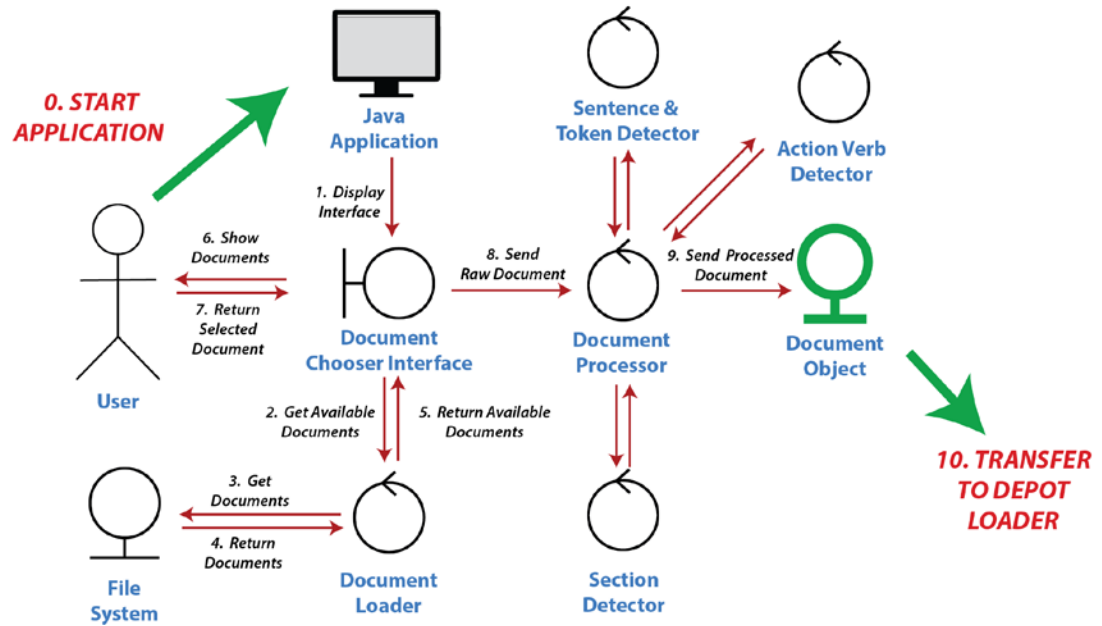 0. START
APPLICATION
Java
Application
Sentence &
Token Detector
Action Verb
Detector
1. Display
Interface
6. Show
Documents
7. Return
Selected
Document
8. Send
Raw Document
9. Send Processed
Document
User
Document
Chooser Interface
Document
Processor
Document
Object
2. Get Available
Documents
5. Return Available
Documents
10. TRANSFER
TO DEPOT
LOADER
3. Get
Documents
4. Return
Documents
File
System
Document
Loader
Section
Detector